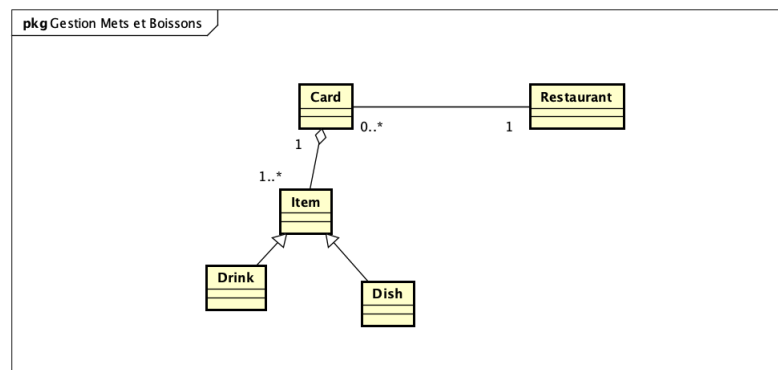 pkg Gestion Mets et Boissons
Card
Restaurant
0..*
1
1
1..*
Item
Drink
Dish